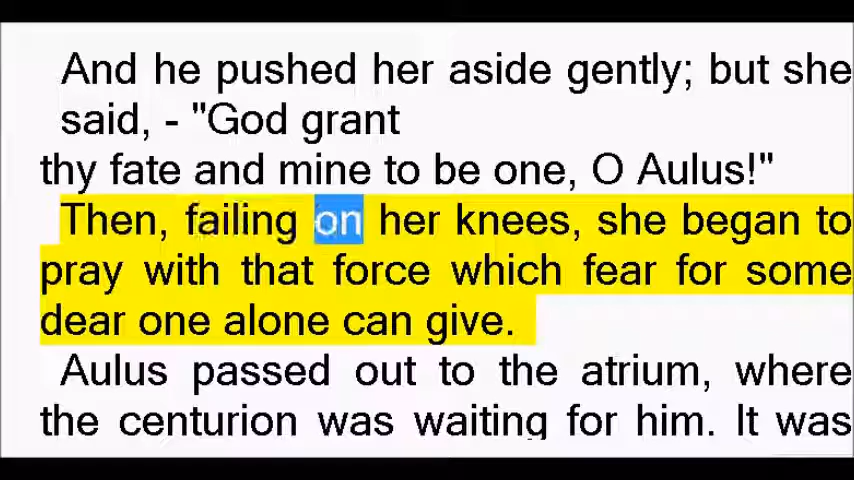 And he pushed her aside gently; but she
said, - "God grant
thy fate and mine to be one, O Aulus!"
Then, failing on her knees, she began to
pray with that force which fear for some
dear one alone can give.
Aulus passed out to the atrium, where
the centurion was waiting for him. It was